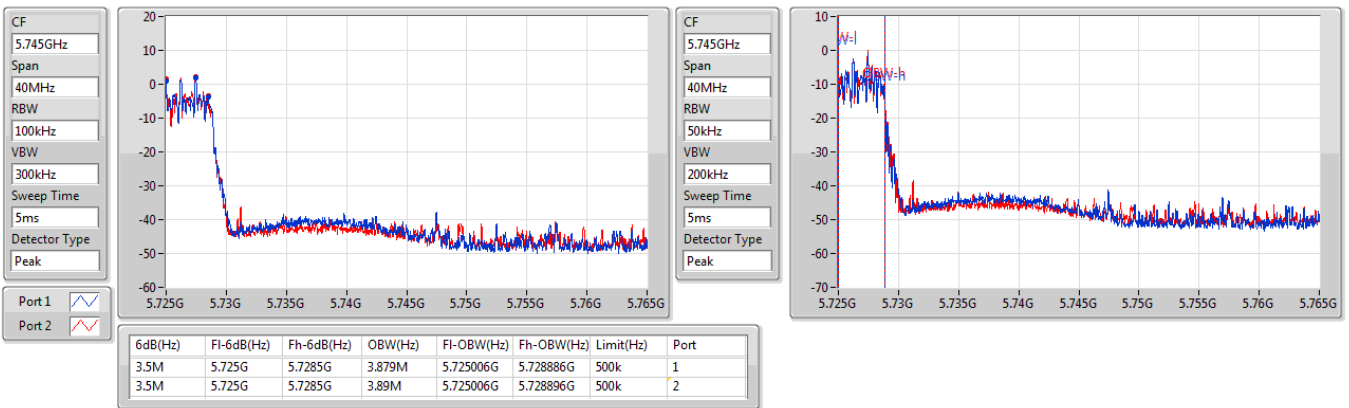 CF
5.745GHz
Span
40MHz
RBW
100kHz
VBW
300kHz
Sweep Time
5ms
Detector Type
Peak
Port 1
Port 2
20
10
0
-10
-20
-30
-40
-50
-60
5.725G 5.73G 5.735G 5.74G 5.745G 5.75G 5.755G 5.76G 5.765G
CF
5.745GHz
Span
40MHz
RBW
50kHz
VBW
200kHz
Sweep Time
5ms
Detector Type
Peak
10
0
-10
-20
-30
-40
-50
-60
-70
W-l
OBW-h
5.725G 5.73G 5.735G 5.74G 5.745G 5.75G 5.755G 5.76G 5.765G
6dB(Hz) Fl-6dB(Hz) Fh-6dB(Hz) OBW(Hz) Fl-OBW(Hz) Fh-OBW(Hz) Limit(Hz) Port
3.5M 5.725G 5.7285G 3.879M 5.725006G 5.728886G 500k 1
3.5M 5.725G 5.7285G 3.89M 5.725006G 5.728896G 500k 2